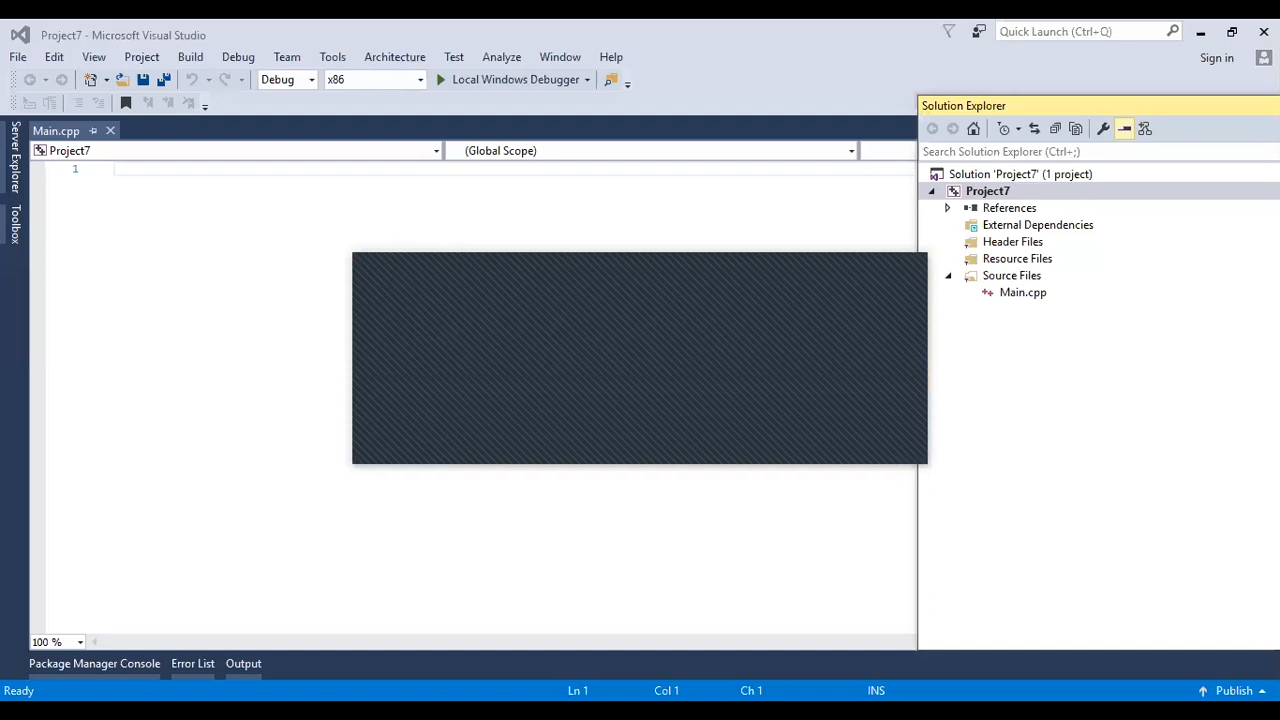 Project7 - Microsoft Visual Studio
Quick Launch (Ctrl+Q)
File Edit View Project Build Debug Team Tools Architecture Test Analyze Window Help
Sign in
Debug x86 Local Windows Debugger
Solution Explorer
Server Explorer
Toolbox
Main.cpp
Project7 (Global Scope)
1
Search Solution Explorer (Ctrl+;)
Solution 'Project7' (1 project)
Project7
References
External Dependencies
Header Files
Resource Files
Source Files
Main.cpp
100 %
Package Manager Console Error List Output
Ready Ln 1 Col 1 Ch 1 INS Publish